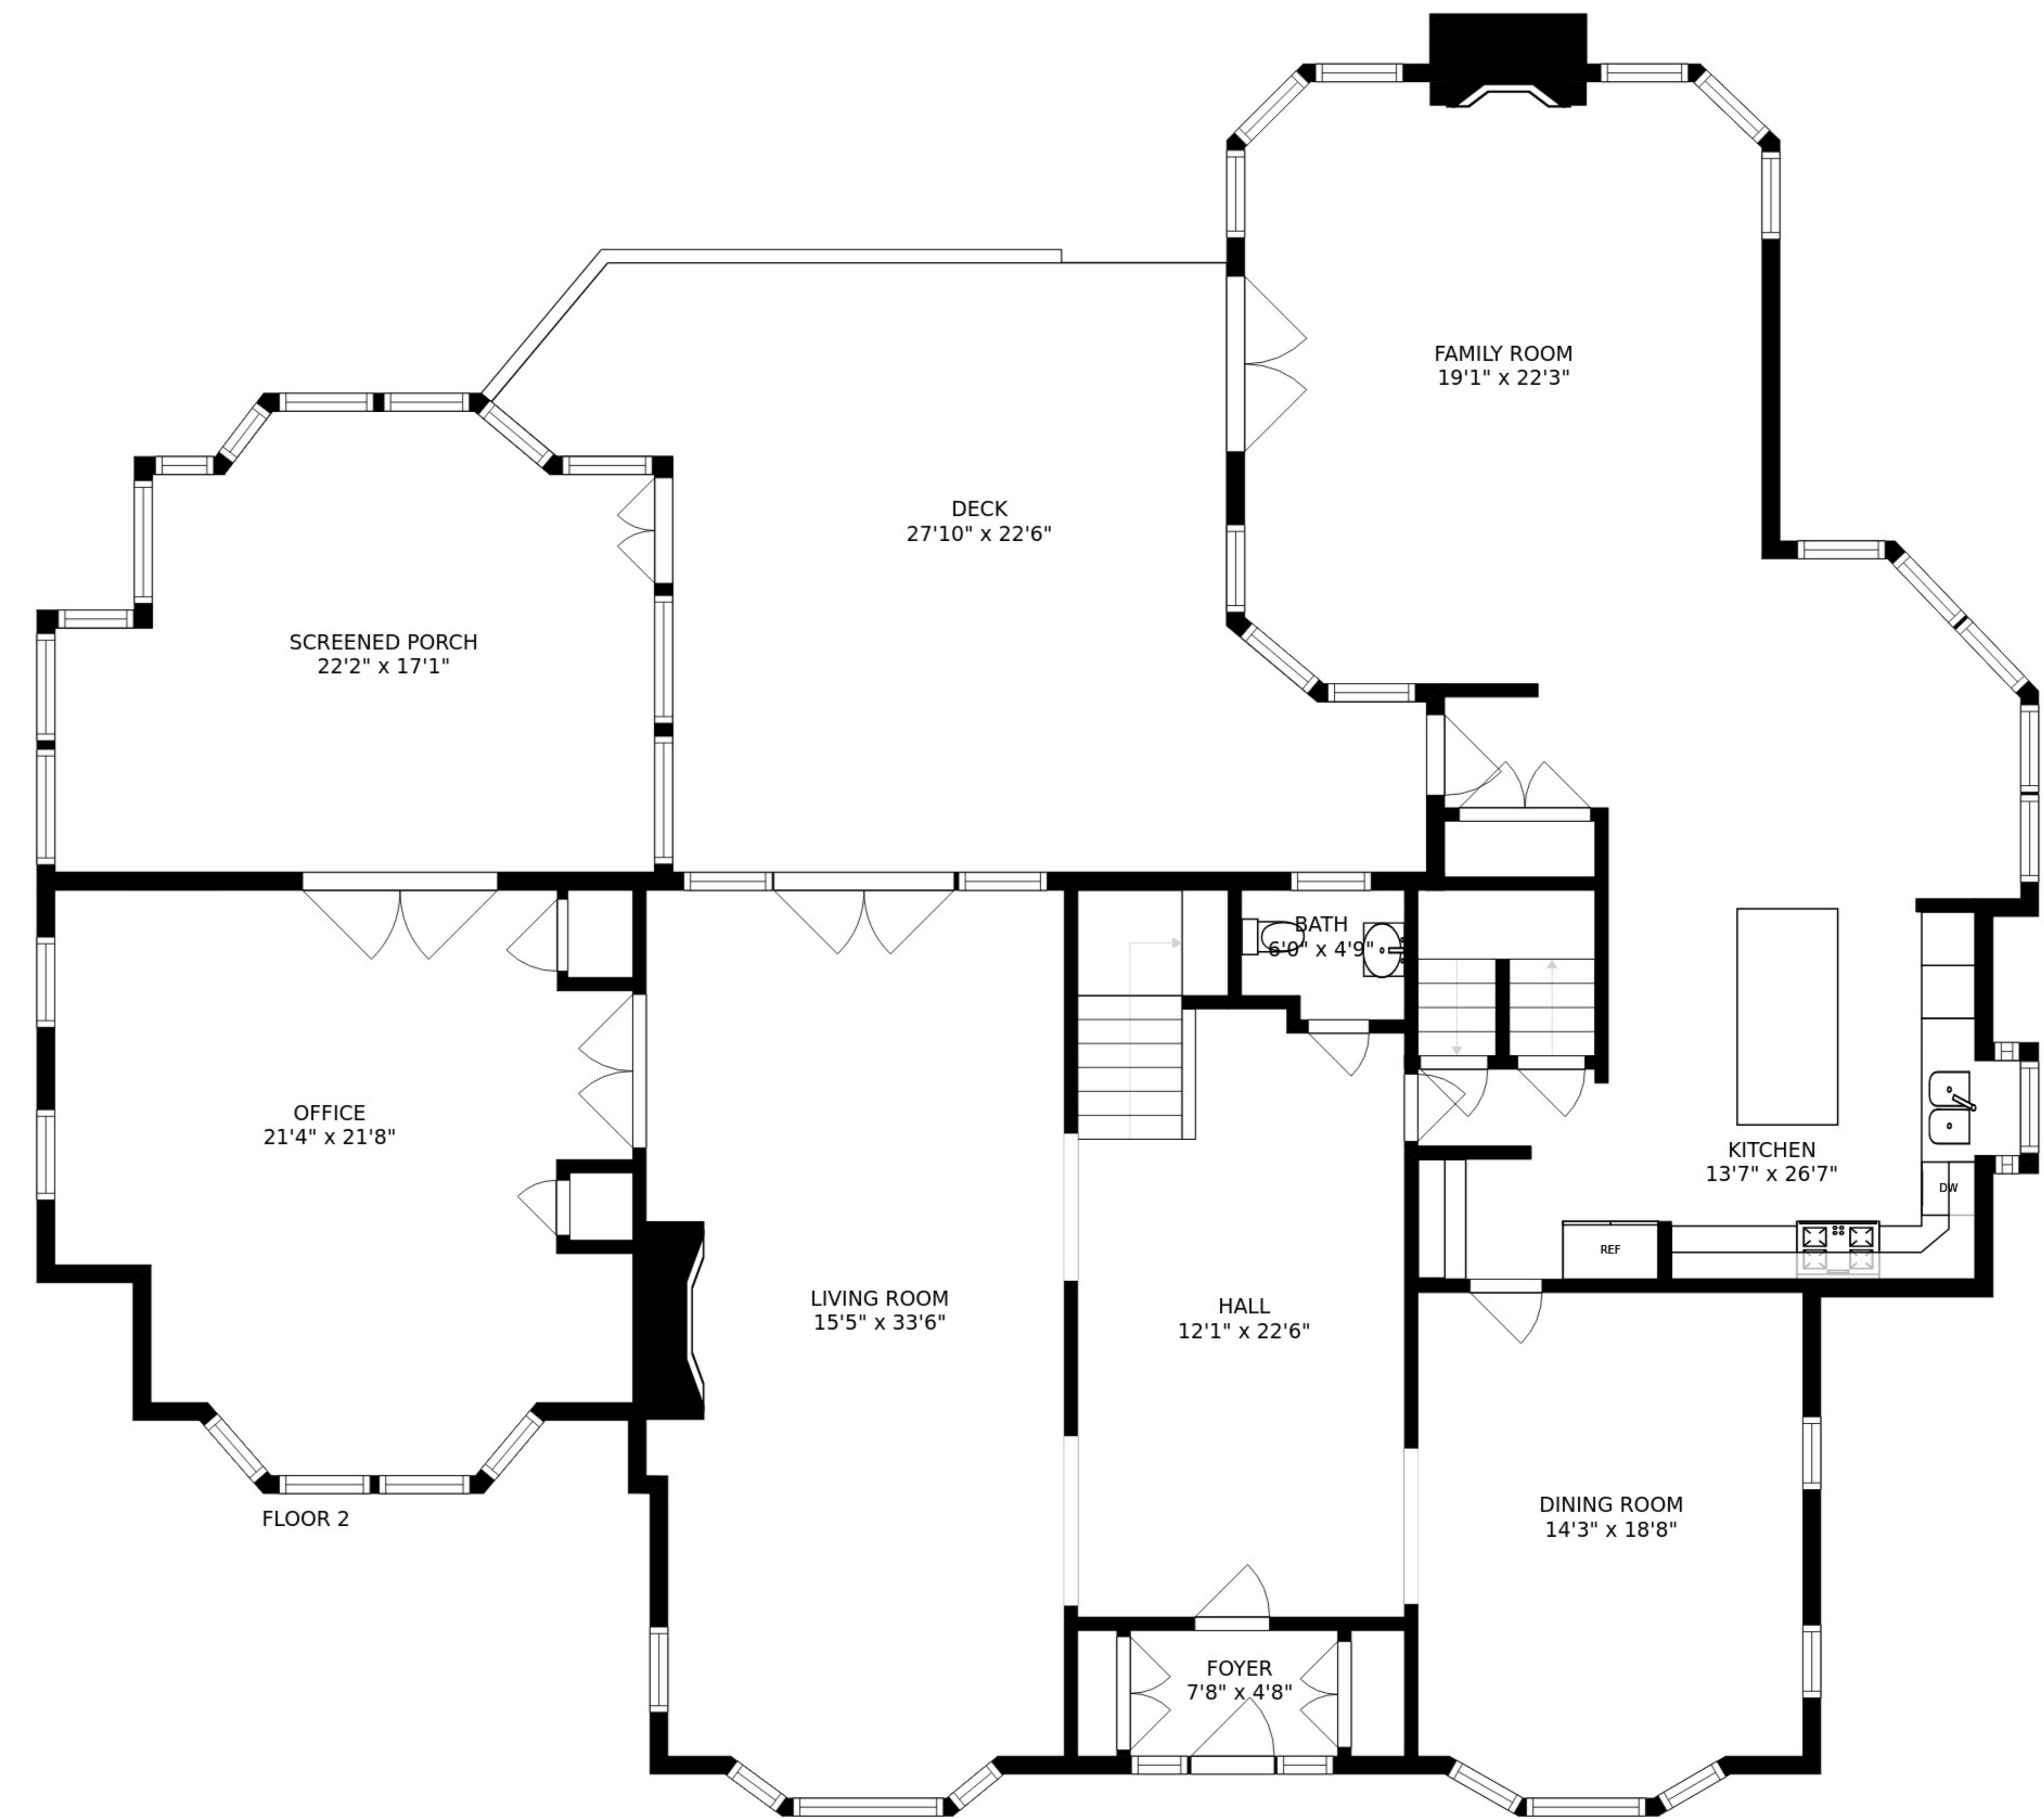 FAMILY ROOM
19'1" x 22'3"
DECK
27'10" x 22'6"
SCREENED PORCH
22'2" x 17'1"
BATH
6'0" x 4'9"
OFFICE
21'4" x 21'8"
KITCHEN
13'7" x 26'7"
DW
REF
LIVING ROOM
15'5" x 33'6"
HALL
12'1" x 22'6"
DINING ROOM
14'3" x 18'8"
FLOOR 2
FOYER
7'8" x 4'8"